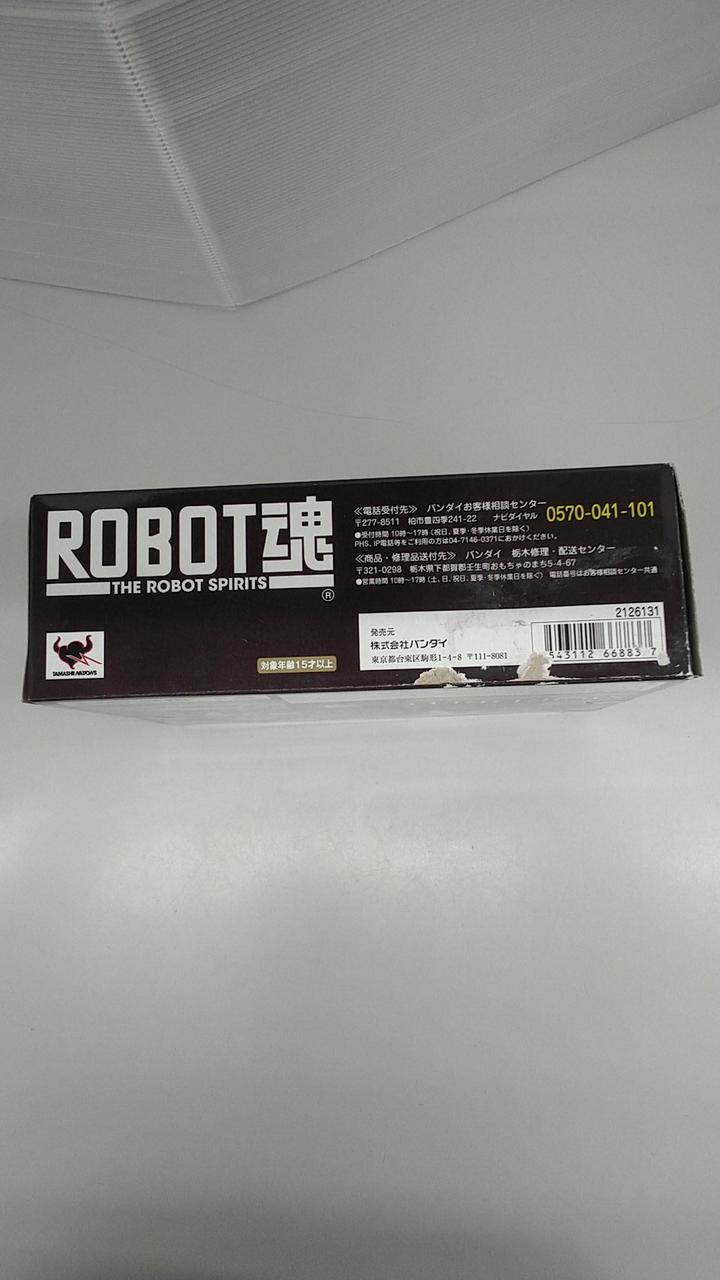 ROBOT魂
THE ROBOT SPIRITS
®
TAMASHII NATIONS
対象年齢15才以上
≪電話受付先≫ バンダイお客様相談センター
〒277-8511 柏市豊四季241-22 ナビダイヤル 0570-041-101
●受付時間 10時～17時 (祝日、夏季・冬季休業日を除く)
PHS、IP電話等をご利用の方は04-7146-0371におかけください。
≪商品・修理品送付先≫ バンダイ 栃木修理・配送センター
〒321-0298 栃木県下都賀郡壬生町おもちゃのまち5-4-67
●営業時間 10時～17時 (土、日、祝日、夏季・冬季休業日を除く) 電話番号はお客様相談センター共通
2126131
発売元
株式会社バンダイ
東京都台東区駒形1-4-8 〒111-8081
543112 66883 7